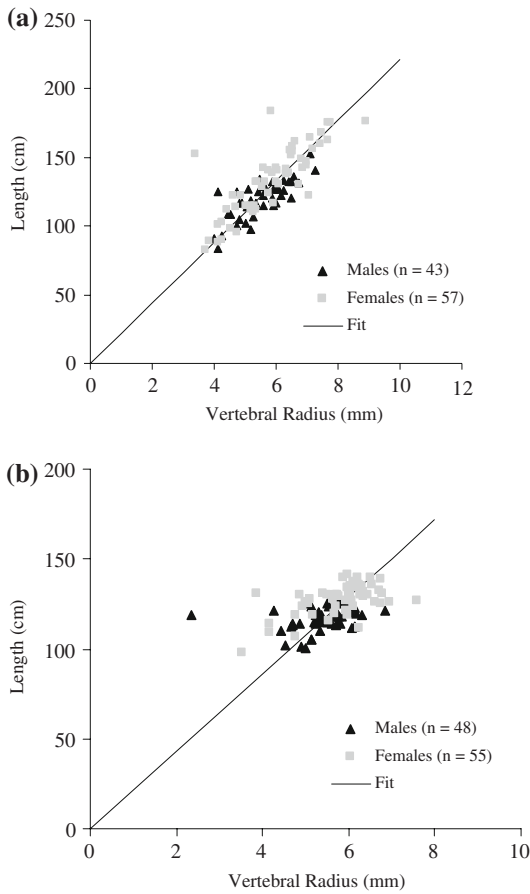 (a)
250
200
150
100
50
0
Length (cm)
Males (n = 43)
Females (n = 57)
Fit
0 2 4 6 8 10 12
Vertebral Radius (mm)
(b)
200
150
100
50
0
Length (cm)
Males (n = 48)
Females (n = 55)
Fit
0 2 4 6 8 10
Vertebral Radius (mm)